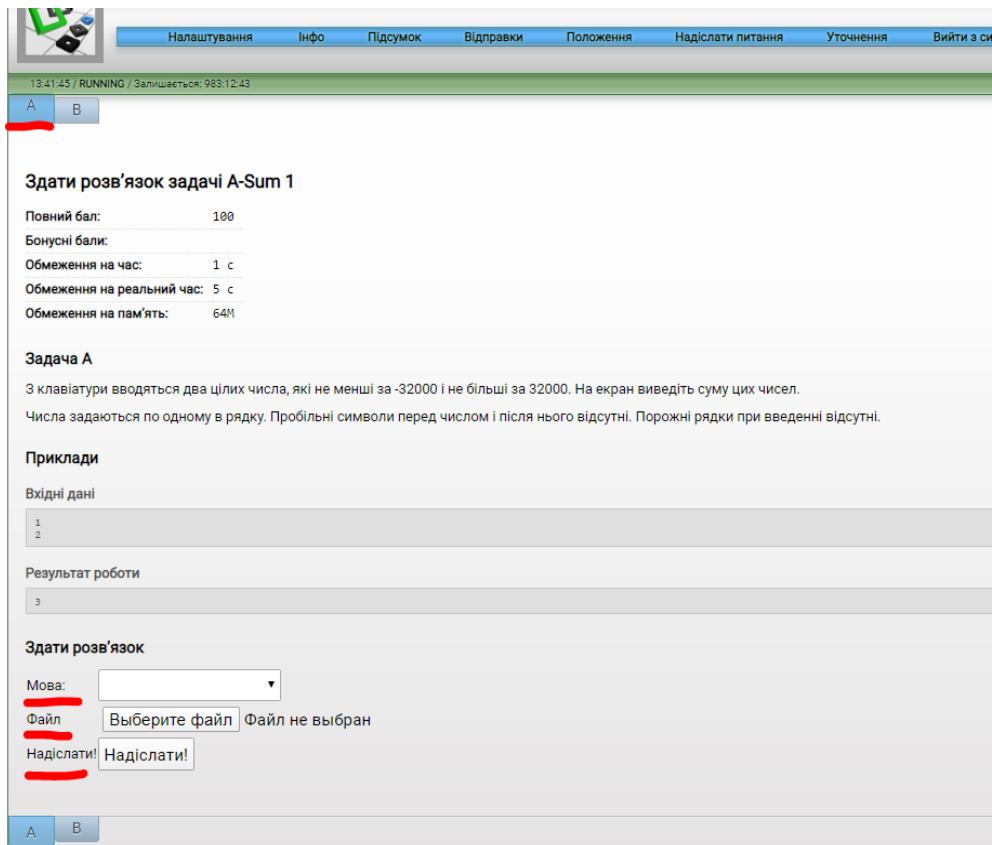 Налаштування Інфо Підсумок Відправки Положення Надіслати питання Уточнення Вийти з си
13:41:45 / RUNNING / Залишається: 983:12:43
A B
Здати розв'язок задачі A-Sum 1
Повний бал: 100
Бонусні бали:
Обмеження на час: 1 с
Обмеження на реальний час: 5 с
Обмеження на пам'ять: 64M
Задача A
З клавіатури вводяться два цілих числа, які не менші за -32000 і не більші за 32000. На екран виведіть суму цих чисел.
Числа задаються по одному в рядку. Пробільні символи перед числом і після нього відсутні. Порожні рядки при введенні відсутні.
Приклади
Вхідні дані
1
2
Результат роботи
3
Здати розв'язок
Мова:
Файл Выберите файл Файл не выбран
Надіслати! Надіслати!
A B